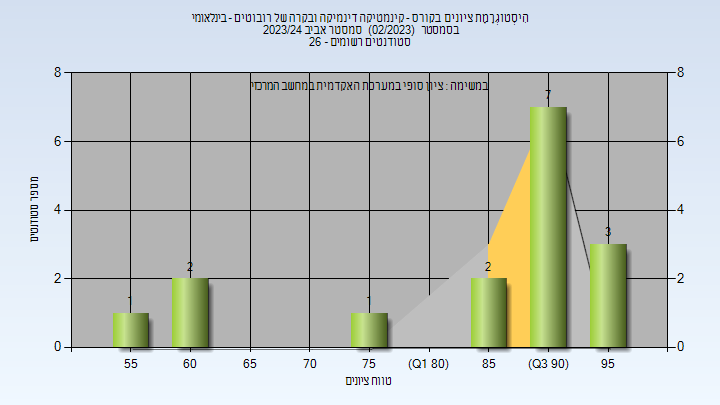 היסטוגרמת ציונים בקורס - קינמטיקה דינמיקה ובקרה של רובוטים - בינלאומי
בסמסטר (02/2023) סמסטר אביב 2023/24
סטודנטים רשומים - 26
במשימה : ציון סופי במערכת האקדמית במחשב המרכזי
מספר סטודנטים
8 8
6 6
4 4
2 2
0 0
1 2 1 2 7 3
55 60 65 70 75 (Q1 80) 85 (Q3 90) 95
טווח ציונים